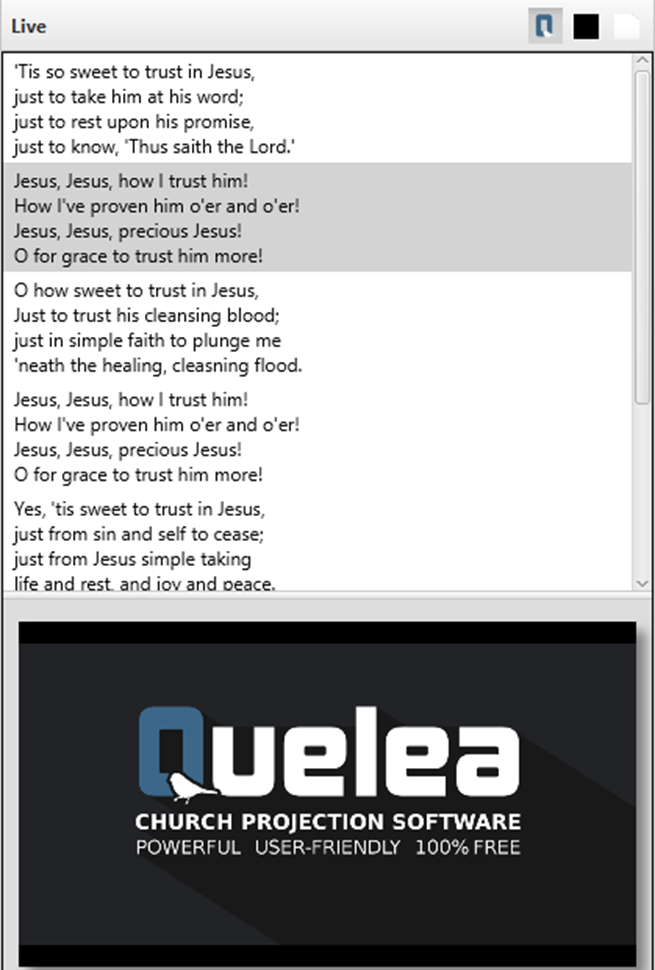 Live
'Tis so sweet to trust in Jesus,
just to take him at his word;
just to rest upon his promise,
just to know, 'Thus saith the Lord.'
Jesus, Jesus, how I trust him!
How I've proven him o'er and o'er!
Jesus, Jesus, precious Jesus!
O for grace to trust him more!
O how sweet to trust in Jesus,
Just to trust his cleansing blood;
just in simple faith to plunge me
'neath the healing, cleasning flood.
Jesus, Jesus, how I trust him!
How I've proven him o'er and o'er!
Jesus, Jesus, precious Jesus!
O for grace to trust him more!
Yes, 'tis sweet to trust in Jesus,
just from sin and self to cease;
just from Jesus simple taking
life and rest, and joy and peace.
Quelea
CHURCH PROJECTION SOFTWARE
POWERFUL USER-FRIENDLY 100% FREE